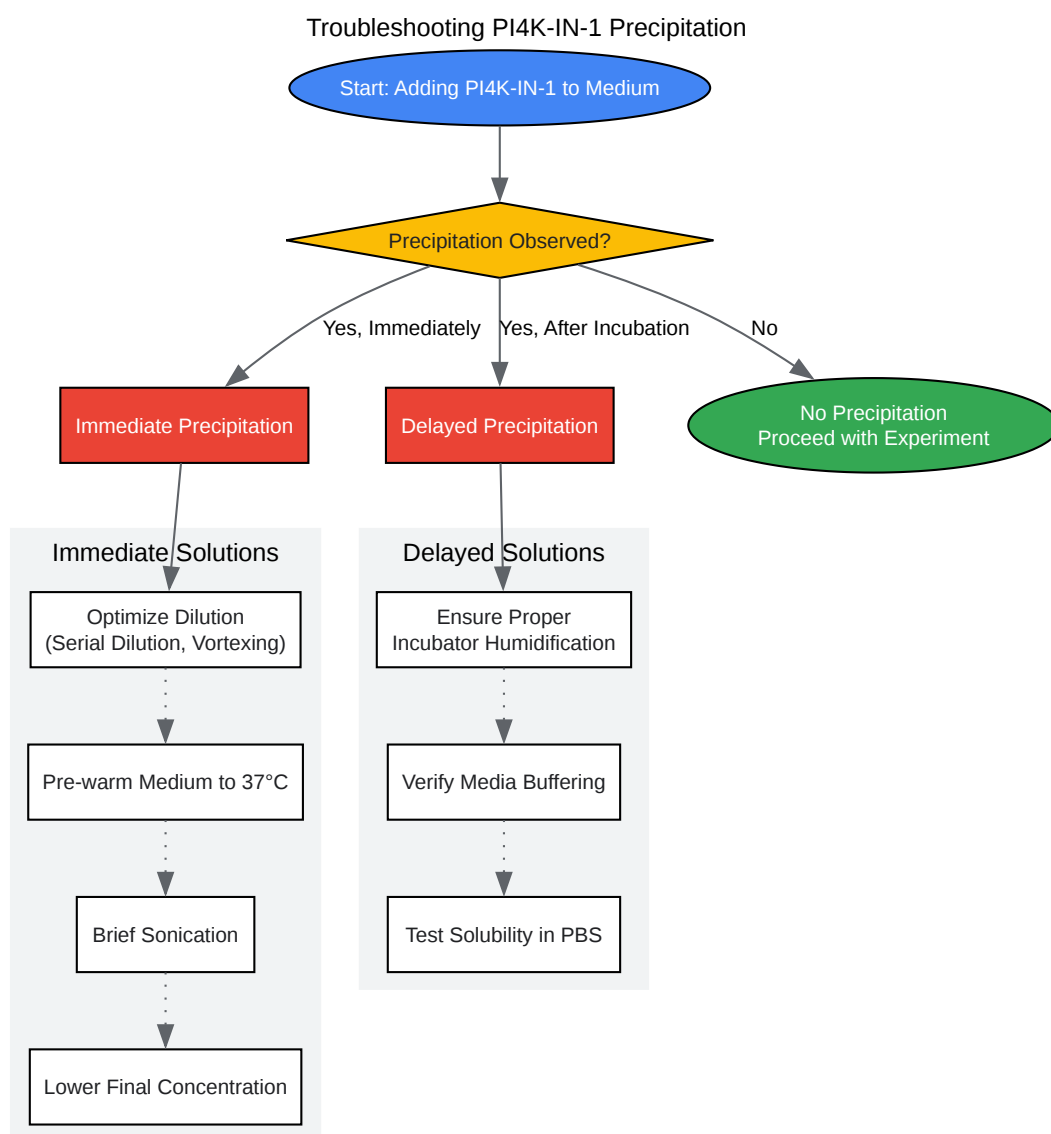 Troubleshooting PI4K-IN-1 Precipitation
Start: Adding PI4K-IN-1 to Medium
Precipitation Observed?
Yes, Immediately
Yes, After Incubation
No
Immediate Precipitation
Delayed Precipitation
No Precipitation
Proceed with Experiment
Immediate Solutions
Optimize Dilution
(Serial Dilution, Vortexing)
Pre-warm Medium to 37°C
Brief Sonication
Lower Final Concentration
Delayed Solutions
Ensure Proper
Incubator Humidification
Verify Media Buffering
Test Solubility in PBS